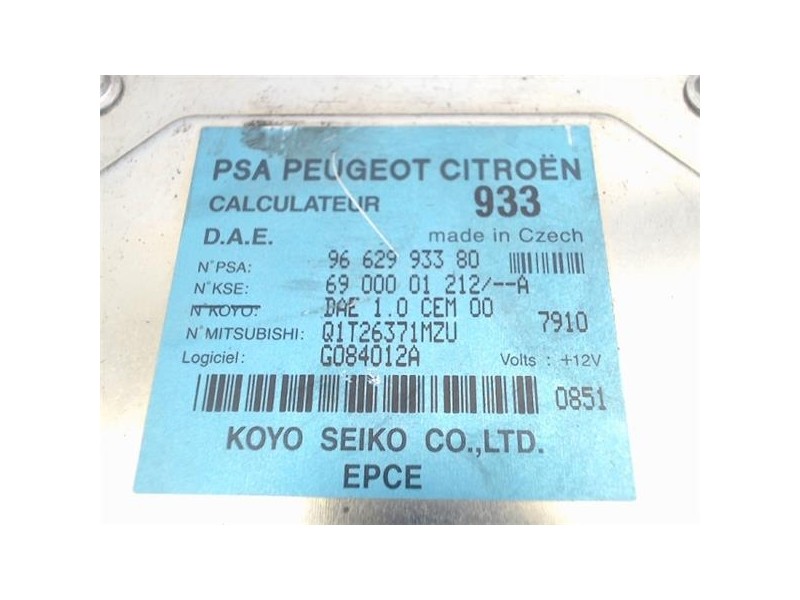 PSA PEUGEOT CITROËN
CALCULATEUR 933
D.A.E. made in Czech
N°PSA: 96 629 933 80
N°KSE: 69 000 01 212/--A
N°KOYO: DAE 1.0 CEM 00
N°MITSUBISHI: Q1T26371MZU 7910
Logiciel: G084012A Volts : +12V
0851
KOYO SEIKO CO.,LTD.
EPCE